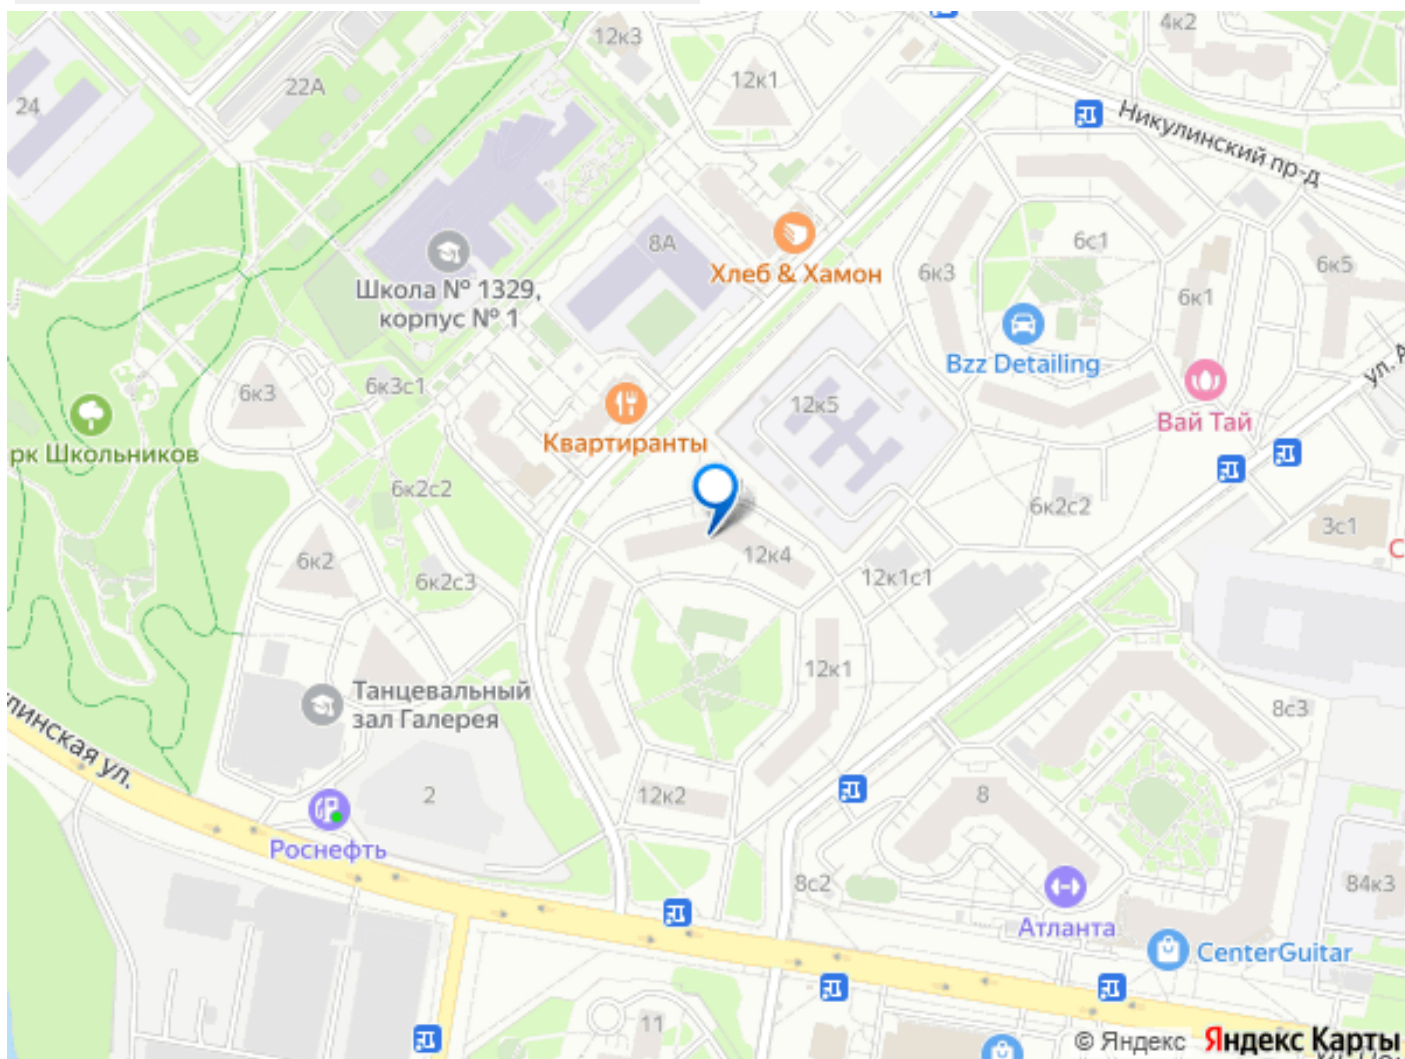 12к3
4к2
22А
12к1
24
Никулинский пр-д
8А
6с1
6к3
6к5
Хлеб & Хамон
Школа № 1329,
корпус № 1
6к1
Bzz Detailing
ул. А
6к3
6к3с1
12к5
Вай Тай
Квартиранты
рк Школьников
6к2с2
6к2с2
3с1
С
12к4
6к2
6к2с3
12к1с1
12к1
Танцевальный
зал Галерея
8с3
улинская ул.
2
12к2
8
Роснефть
8с2
84к3
Атланта
CenterGuitar
11
© Яндекс Яндекс Карты